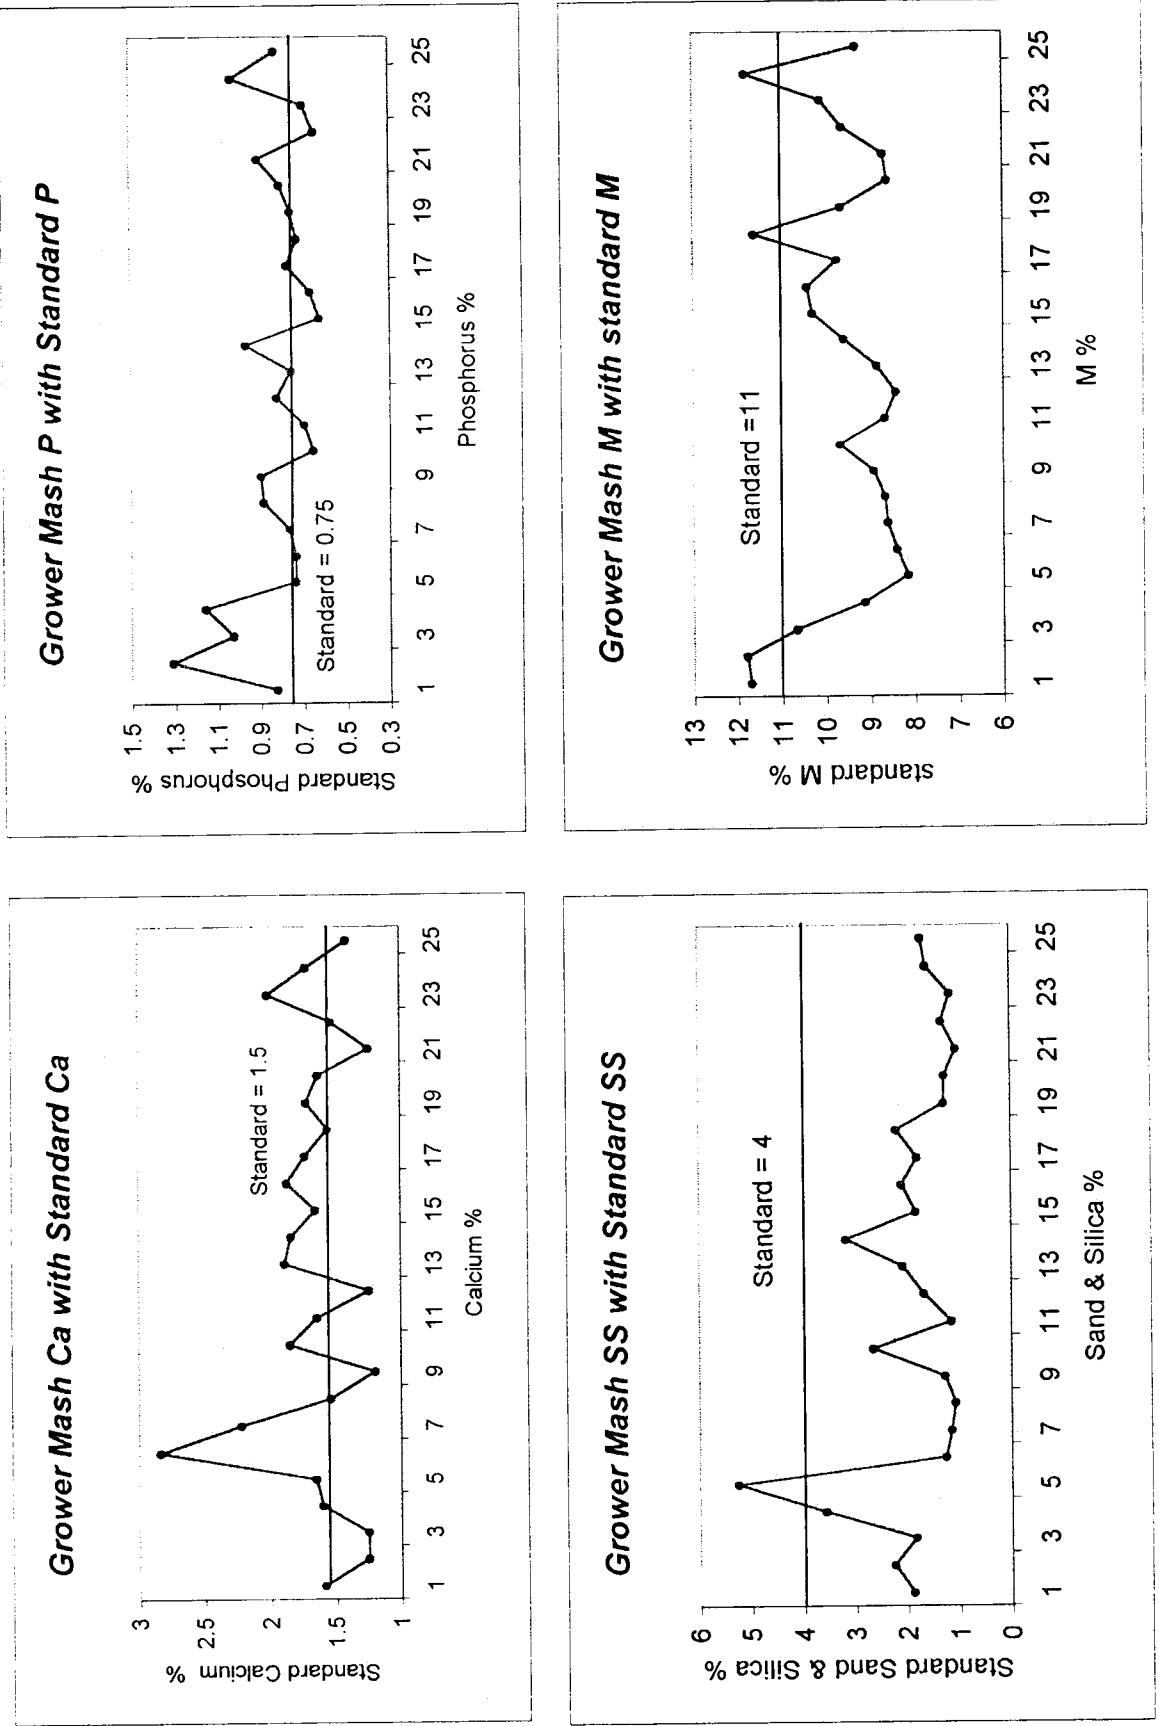 Grower Mash Ca with Standard Ca
Standard Calcium %
3
2.5
2
1.5
1
Standard = 1.5
1 3 5 7 9 11 13 15 17 19 21 23 25
Calcium %
Grower Mash P with Standard P
Standard Phosphorus %
1.5
1.3
1.1
0.9
0.7
0.5
0.3
Standard = 0.75
1 3 5 7 9 11 13 15 17 19 21 23 25
Phosphorus %
Grower Mash SS with Standard SS
Standard Sand & Silica %
6
5
4
3
2
1
0
Standard = 4
1 3 5 7 9 11 13 15 17 19 21 23 25
Sand & Silica %
Grower Mash M with standard M
standard M %
13
12
11
10
9
8
7
6
Standard =11
1 3 5 7 9 11 13 15 17 19 21 23 25
M %